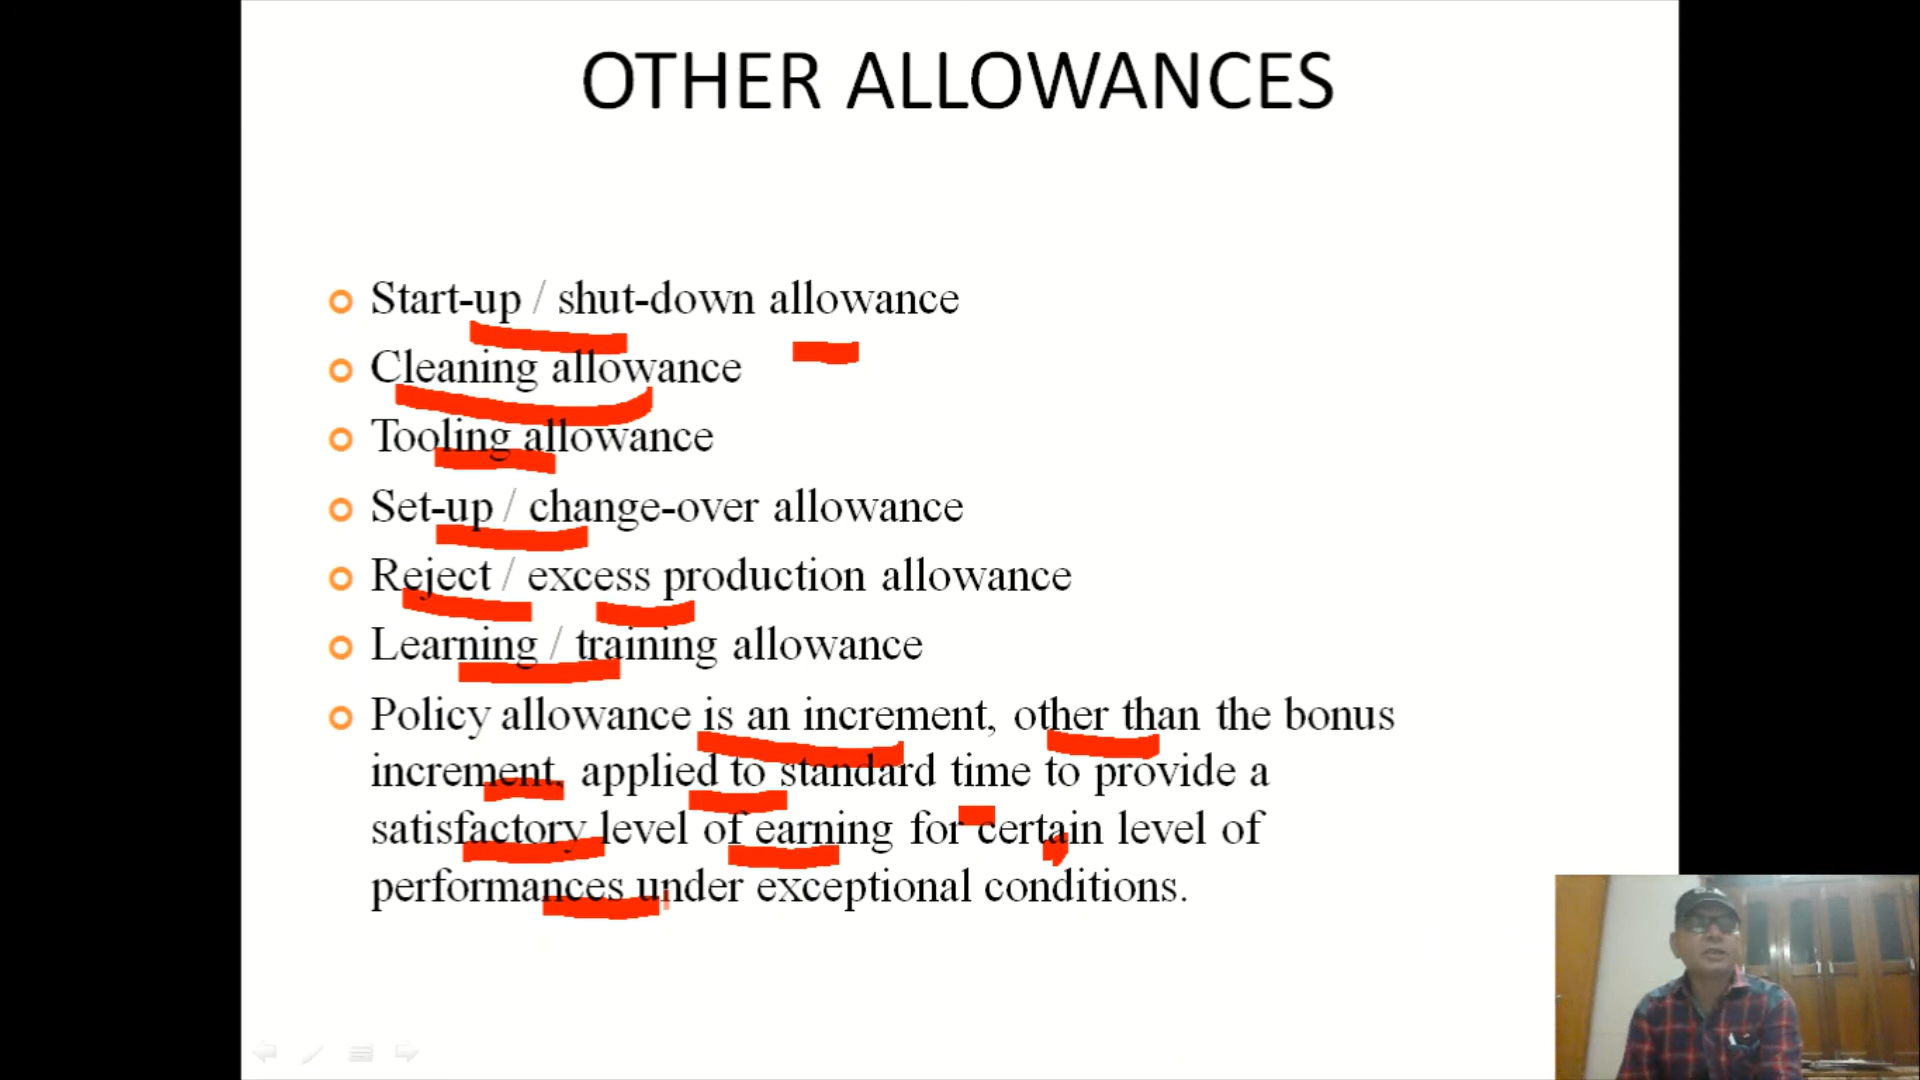 OTHER ALLOWANCES
Start-up / shut-down allowance
Cleaning allowance
Tooling allowance
Set-up / change-over allowance
Reject / excess production allowance
Learning / training allowance
Policy allowance is an increment, other than the bonus
increment, applied to standard time to provide a
satisfactory level of earning for certain level of
performances under exceptional conditions.